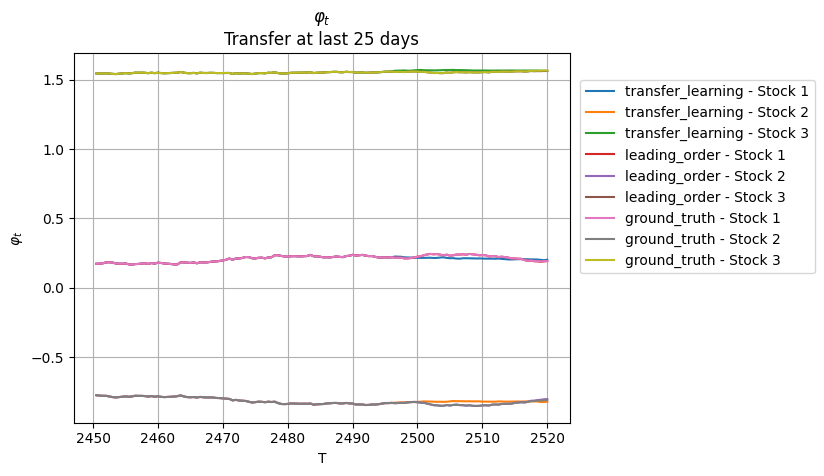 φt
Transfer at last 25 days
1.5
1.0
0.5
0.0
−0.5
φt
2450 2460 2470 2480 2490 2500 2510 2520
T
transfer_learning - Stock 1
transfer_learning - Stock 2
transfer_learning - Stock 3
leading_order - Stock 1
leading_order - Stock 2
leading_order - Stock 3
ground_truth - Stock 1
ground_truth - Stock 2
ground_truth - Stock 3